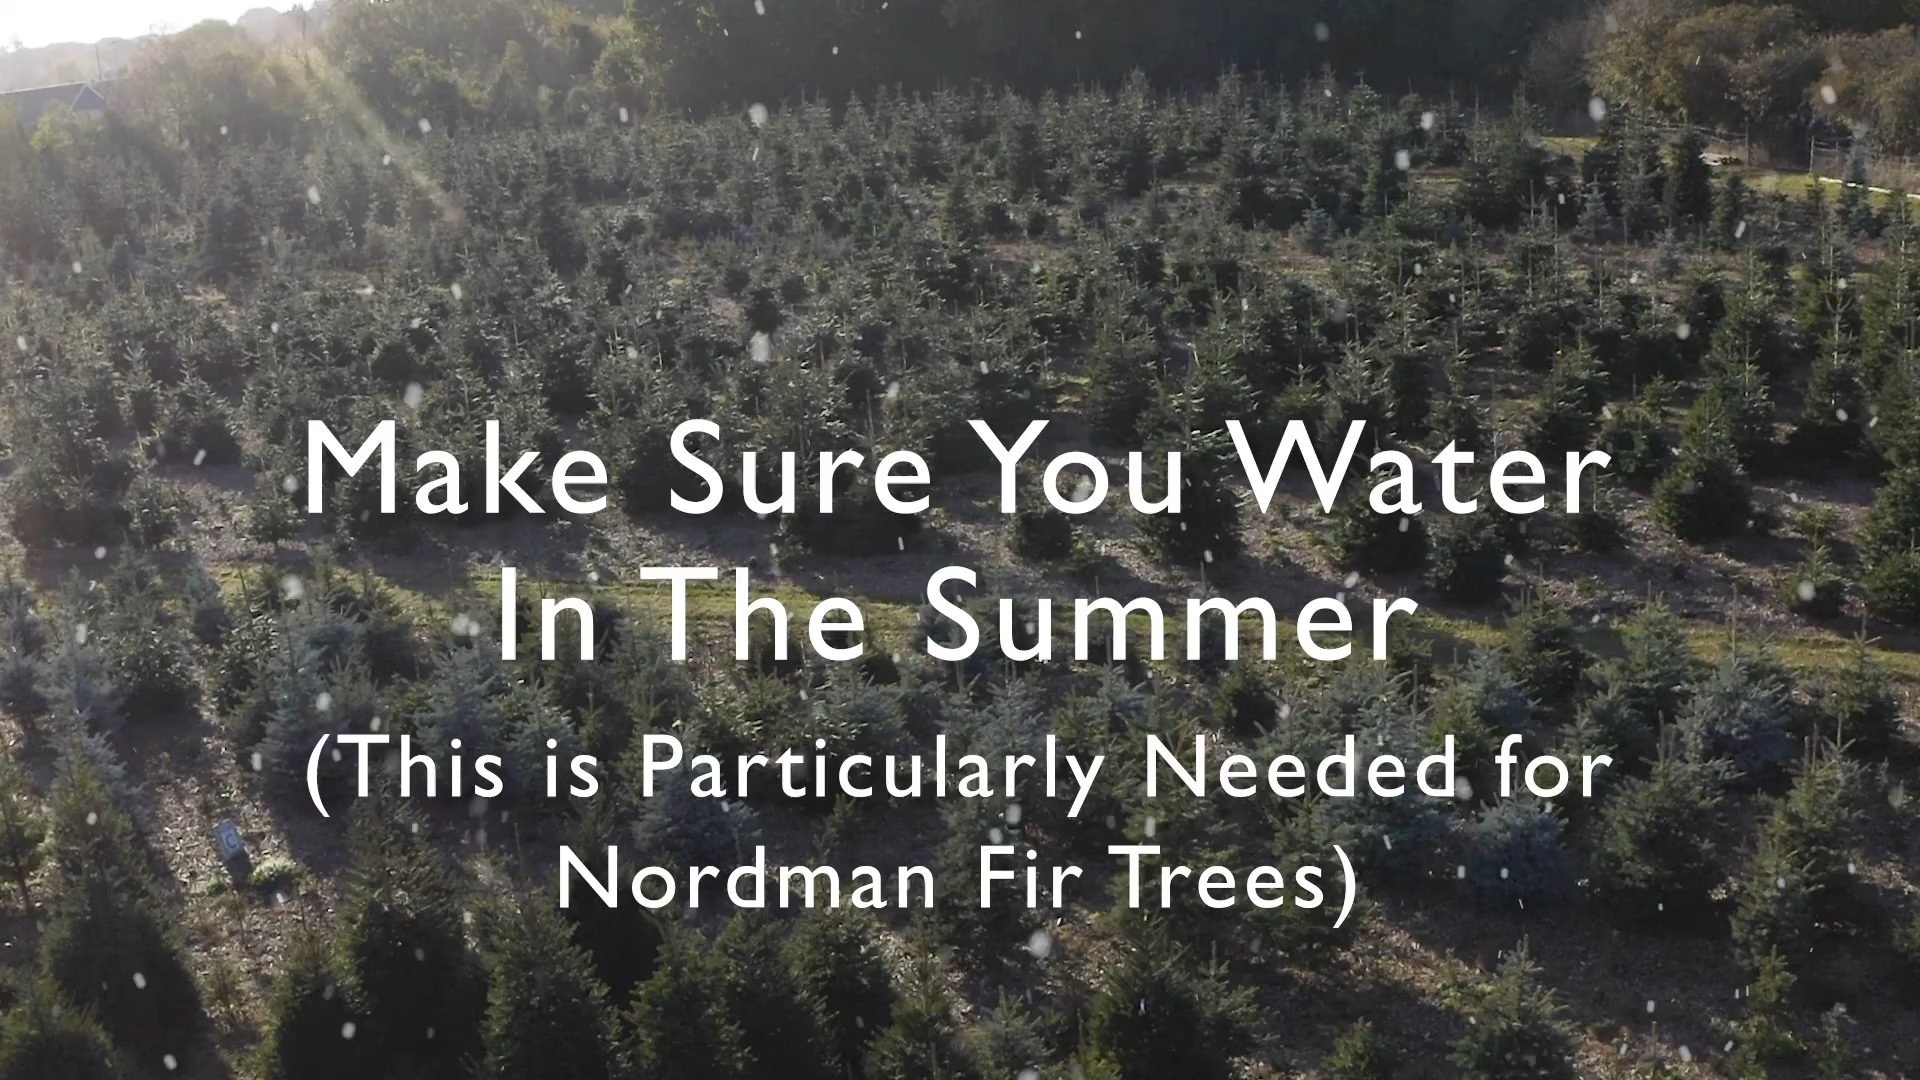 Make Sure You Water
In The Summer
(This is Particularly Needed for
Nordman Fir Trees)
C